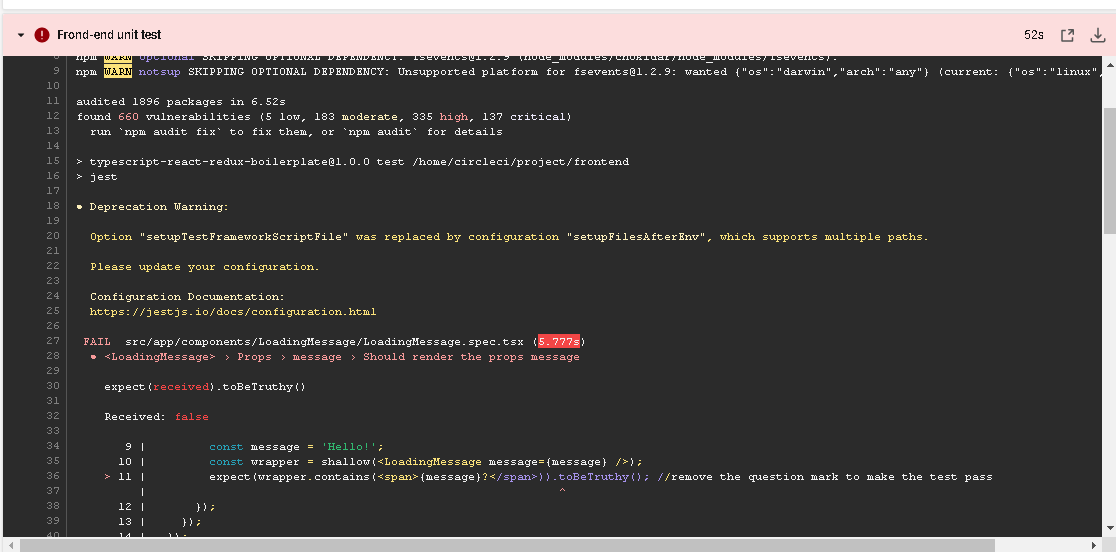 Frond-end unit test
52s
8 npm WARN optional SKIPPING OPTIONAL DEPENDENCY: fsevents@1.2.9 (node_modules/chokidar/node_modules/fsevents):
9 npm WARN notsup SKIPPING OPTIONAL DEPENDENCY: Unsupported platform for fsevents@1.2.9: wanted {"os":"darwin","arch":"any"} (current: {"os":"linux",
10
11 audited 1896 packages in 6.52s
12 found 660 vulnerabilities (5 low, 183 moderate, 335 high, 137 critical)
13 run `npm audit fix` to fix them, or `npm audit` for details
14
15 > typescript-react-redux-boilerplate@1.0.0 test /home/circleci/project/frontend
16 > jest
17
18 ● Deprecation Warning:
19
20 Option "setupTestFrameworkScriptFile" was replaced by configuration "setupFilesAfterEnv", which supports multiple paths.
21
22 Please update your configuration.
23
24 Configuration Documentation:
25 https://jestjs.io/docs/configuration.html
26
27 FAIL src/app/components/LoadingMessage/LoadingMessage.spec.tsx (5.777s)
28 ● <LoadingMessage> › Props › message › Should render the props message
29
30 expect(received).toBeTruthy()
31
32 Received: false
33
34 9 | const message = 'Hello!';
35 10 | const wrapper = shallow(<LoadingMessage message={message} />);
36 > 11 | expect(wrapper.contains(<span>{message}?</span>)).toBeTruthy(); //remove the question mark to make the test pass
37 | ^
38 12 | });
39 13 | });
40 14 | });